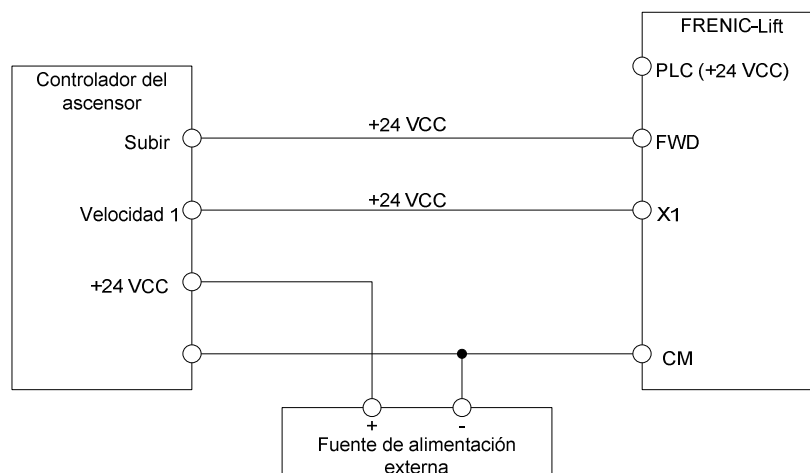 FRENIC-Lift
PLC (+24 VCC)
Controlador del
ascensor
Subir
+24 VCC
FWD
Velocidad 1
+24 VCC
X1
+24 VCC
CM
+
-
Fuente de alimentación
externa